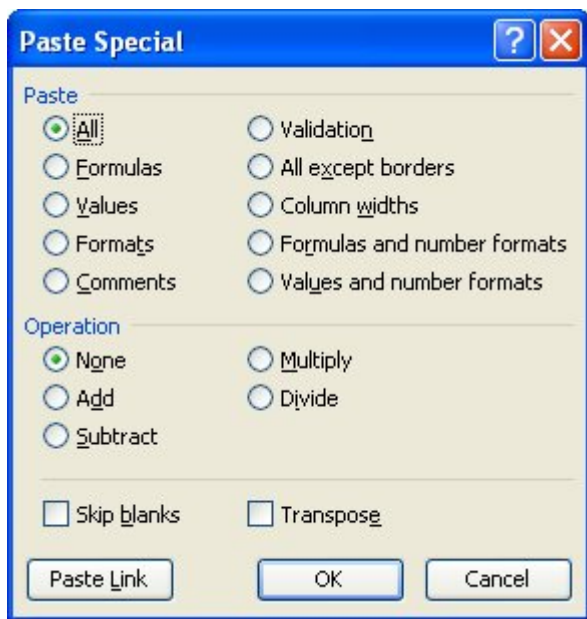 Paste Special
Paste
All
Validation
Formulas
All except borders
Values
Column widths
Formats
Formulas and number formats
Comments
Values and number formats
Operation
None
Multiply
Add
Divide
Subtract
Skip blanks
Transpose
Paste Link
OK
Cancel